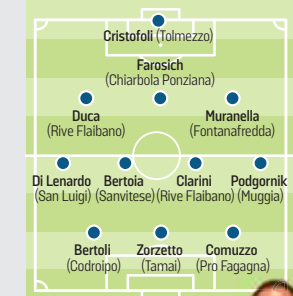 Cristofoli (Tolmezzo)
Farosich
(Chiarbola Ponziana)
Duca
(Rive Flaibano)
Muranella
(Fontanafredda)
Di Lenardo
(San Luigi)
Bertoia
(Sanvitese)
Clarini
(Rive Flaibano)
Podgornik
(Muggia)
Bertoli
(Codroipo)
Zorzetto
(Tamai)
Comuzzo
(Pro Fagagna)